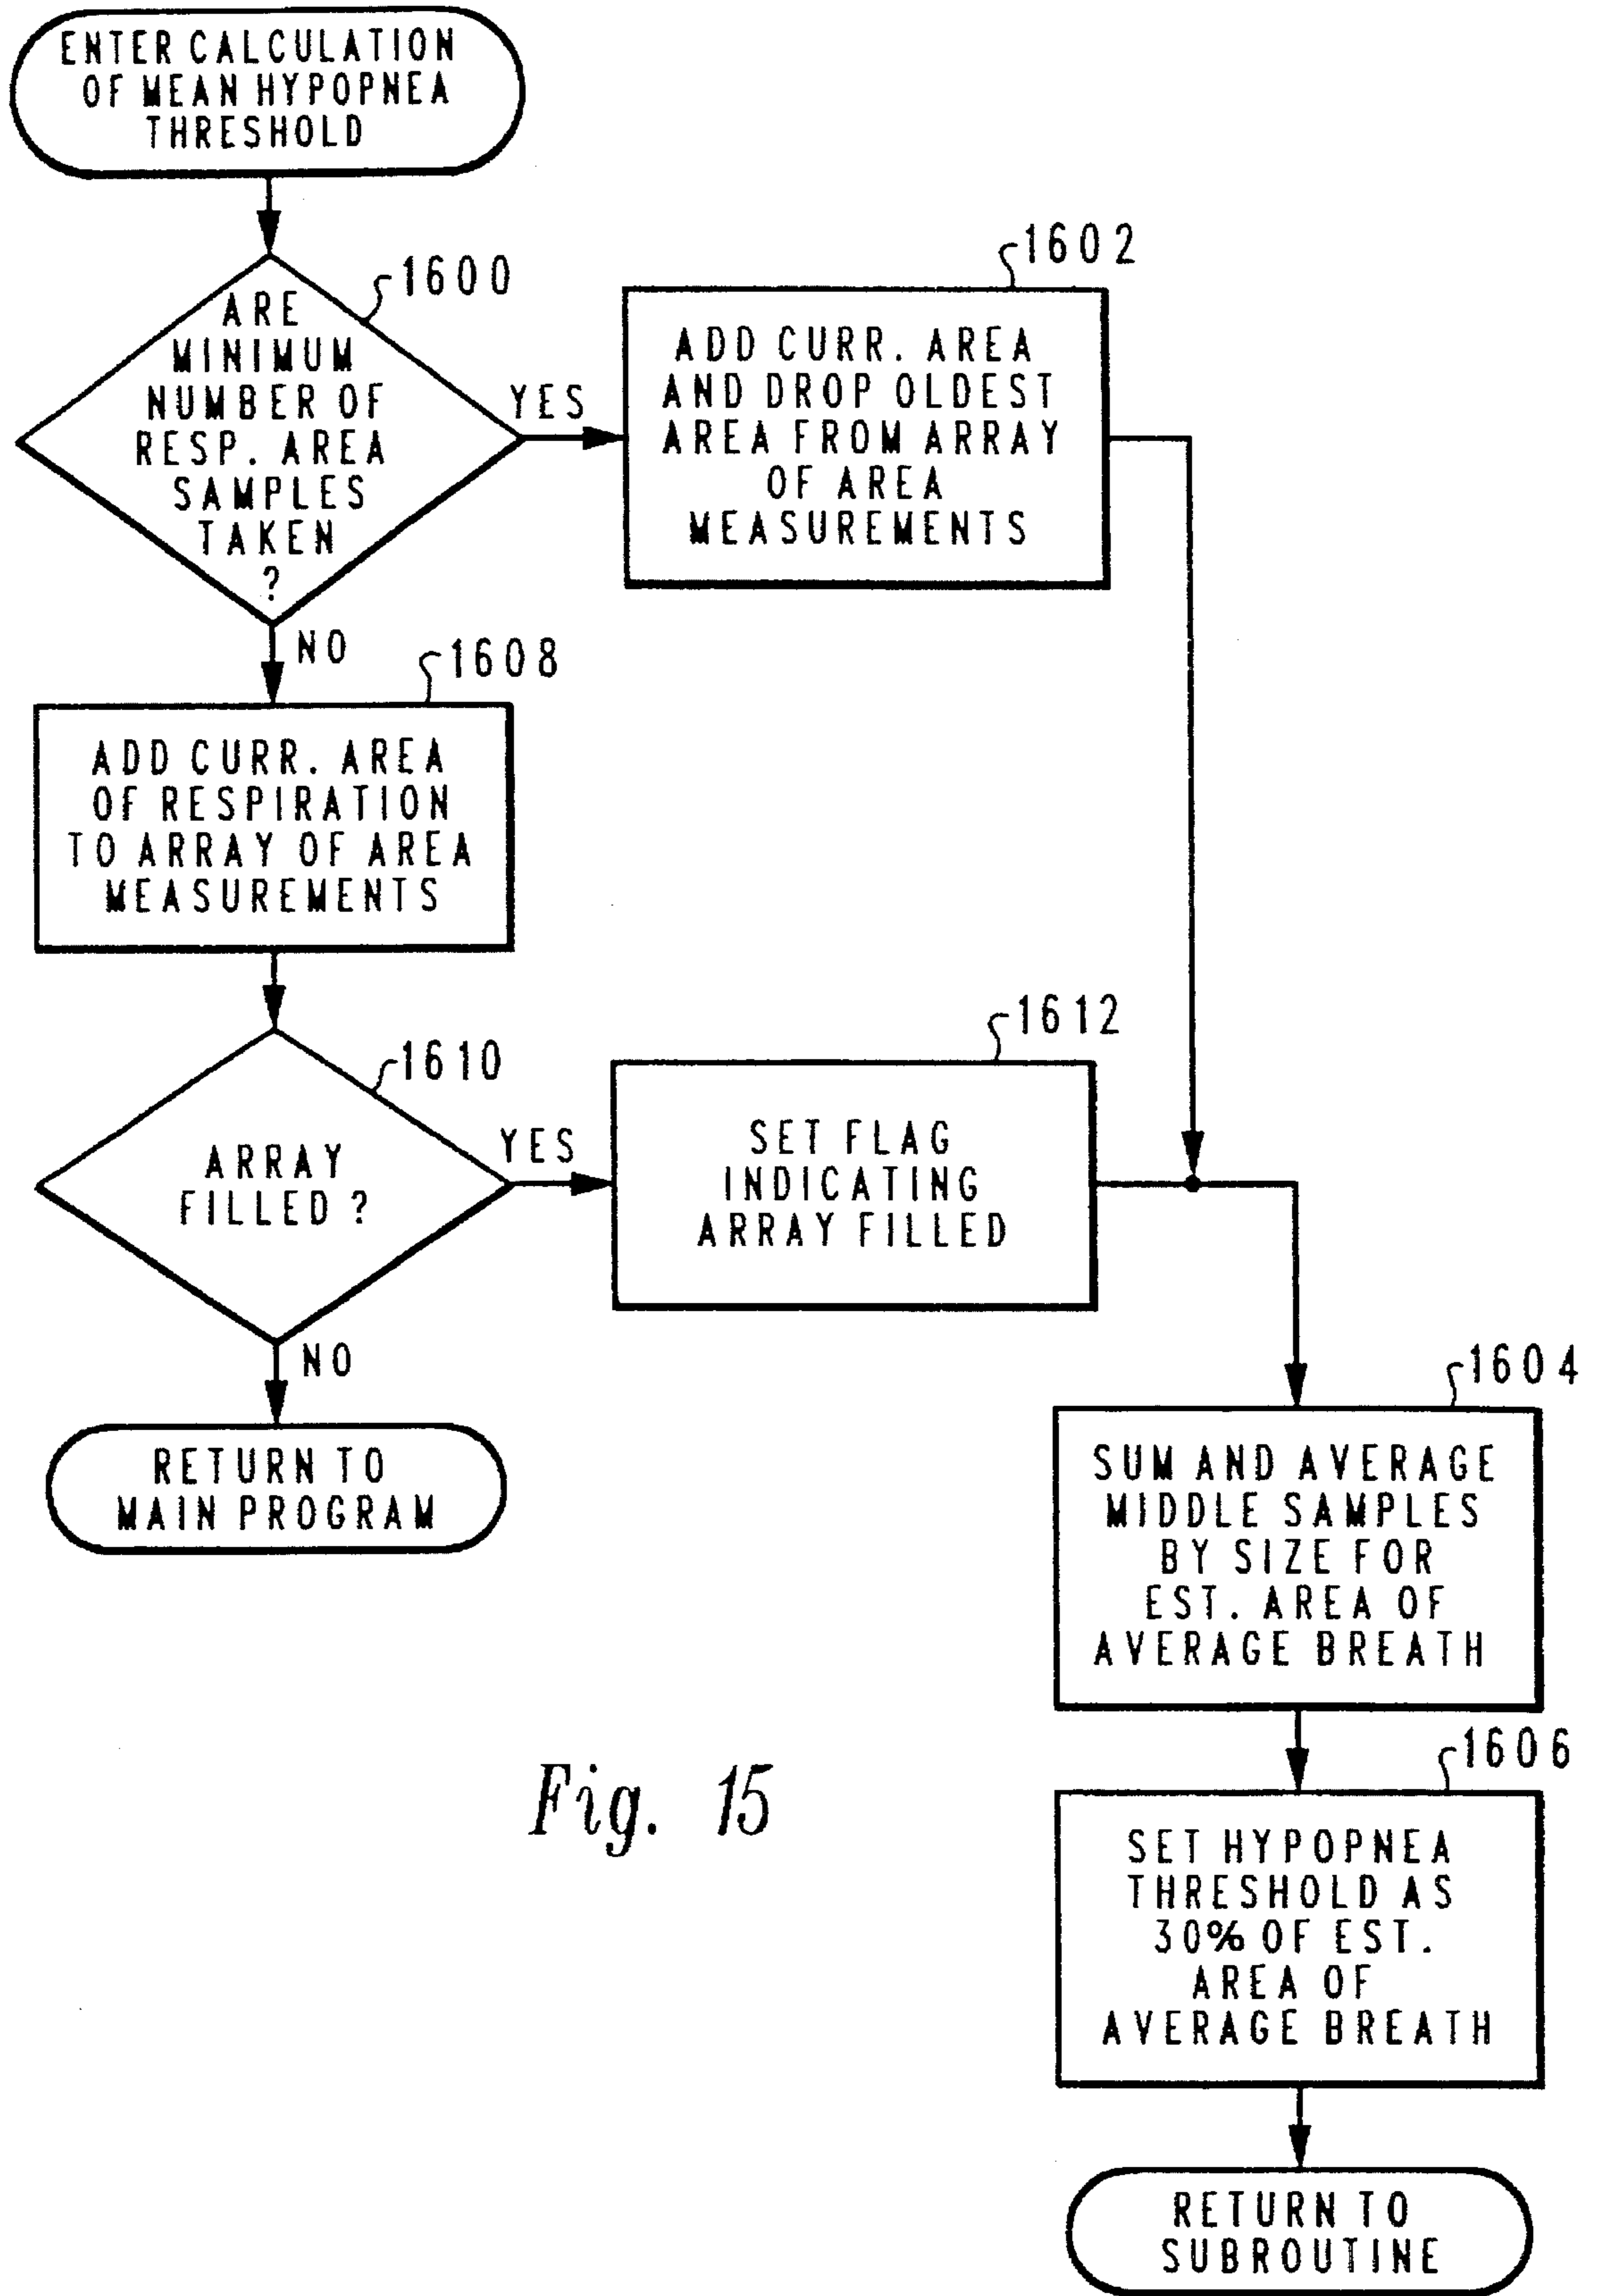 ENTER CALCULATION
OF MEAN HYPOPNEA
THRESHOLD
1600
ARE
MINIMUM
NUMBER OF
RESP. AREA
SAMPLES
TAKEN
?
YES
1602
ADD CURR. AREA
AND DROP OLDEST
AREA FROM ARRAY
OF AREA
MEASUREMENTS
NO
1608
ADD CURR. AREA
OF RESPIRATION
TO ARRAY OF AREA
MEASUREMENTS
1610
ARRAY
FILLED ?
YES
1612
SET FLAG
INDICATING
ARRAY FILLED
NO
RETURN TO
MAIN PROGRAM
1604
SUM AND AVERAGE
MIDDLE SAMPLES
BY SIZE FOR
EST. AREA OF
AVERAGE BREATH
1606
SET HYPOPNEA
THRESHOLD AS
30% OF EST.
AREA OF
AVERAGE BREATH
RETURN TO
SUBROUTINE
Fig. 15